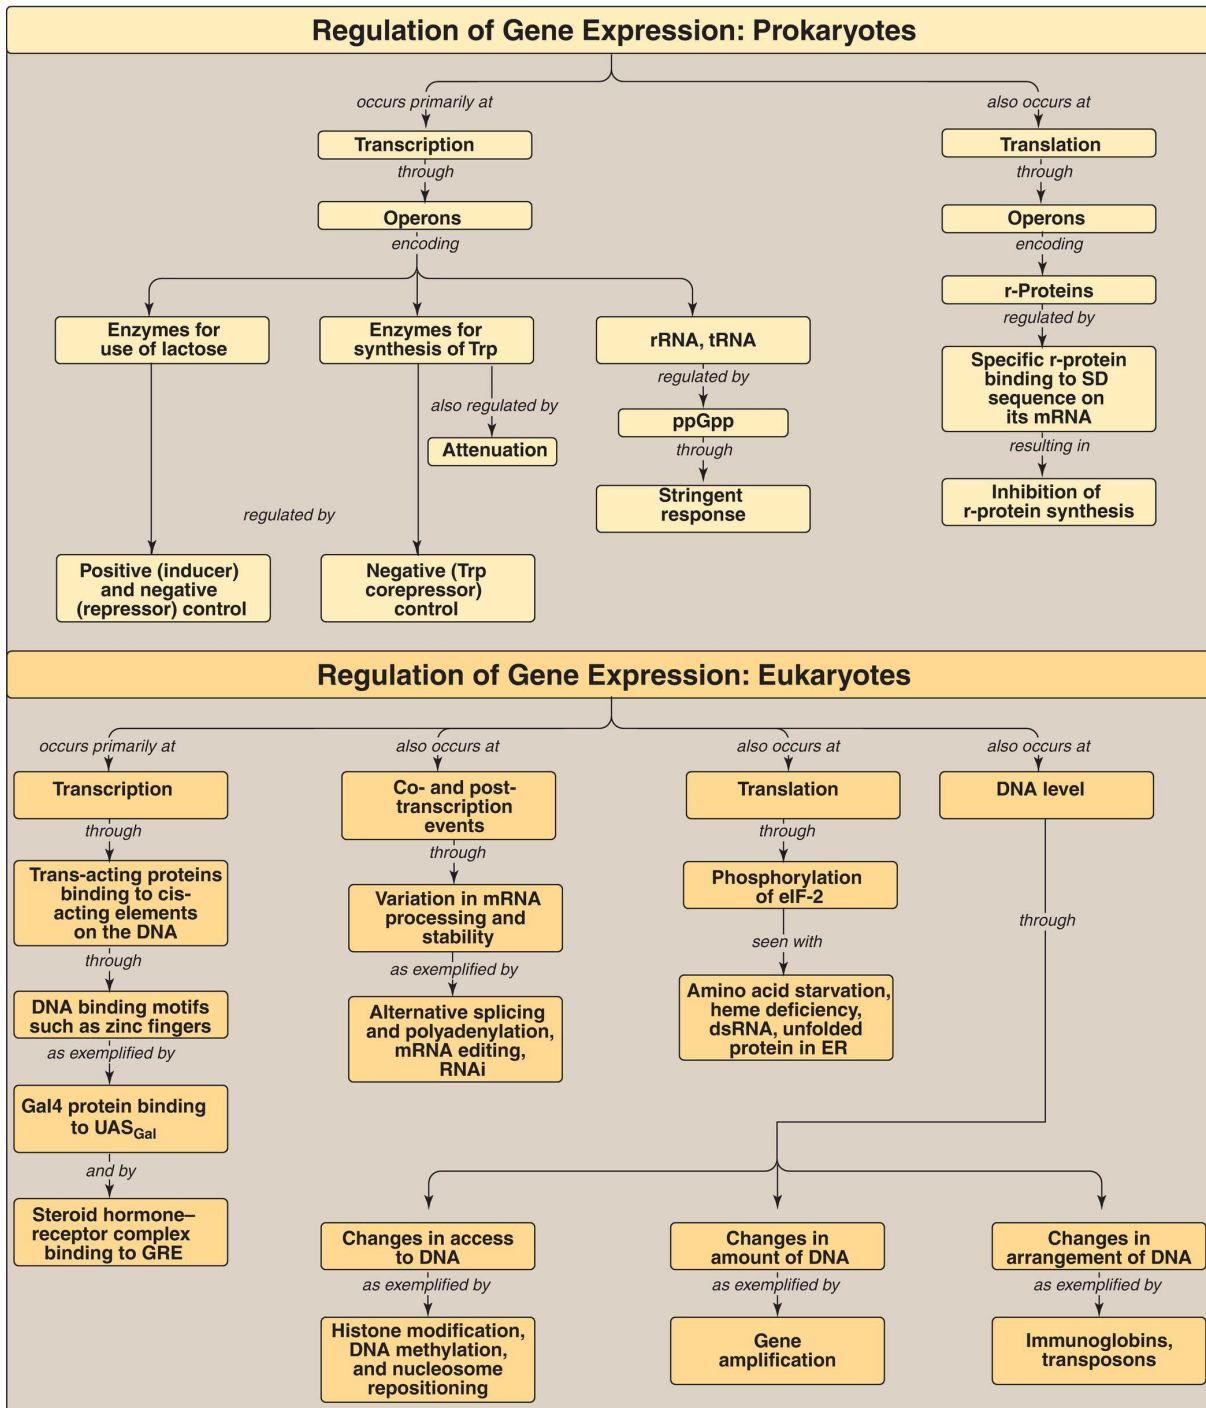 Regulation of Gene Expression: Prokaryotes
occurs primarily at
Transcription
through
Operons
encoding
Enzymes for
use of lactose
Enzymes for
synthesis of Trp
also regulated by
Attenuation
regulated by
Positive (inducer)
and negative
(repressor) control
Negative (Trp
corepressor)
control
rRNA, tRNA
regulated by
ppGpp
through
Stringent
response
also occurs at
Translation
through
Operons
encoding
r-Proteins
regulated by
Specific r-protein
binding to SD
sequence on
its mRNA
resulting in
Inhibition of
r-protein synthesis
Regulation of Gene Expression: Eukaryotes
occurs primarily at
Transcription
through
Trans-acting proteins
binding to cis-
acting elements
on the DNA
through
DNA binding motifs
such as zinc fingers
as exemplified by
Gal4 protein binding
to UASGal
and by
Steroid hormone–
receptor complex
binding to GRE
also occurs at
Co- and post-
transcription
events
through
Variation in mRNA
processing and
stability
as exemplified by
Alternative splicing
and polyadenylation,
mRNA editing,
RNAi
also occurs at
Translation
through
Phosphorylation
of eIF-2
seen with
Amino acid starvation,
heme deficiency,
dsRNA, unfolded
protein in ER
also occurs at
DNA level
through
Changes in access
to DNA
as exemplified by
Histone modification,
DNA methylation,
and nucleosome
repositioning
Changes in
amount of DNA
as exemplified by
Gene
amplification
Changes in
arrangement of DNA
as exemplified by
Immunoglobins,
transposons